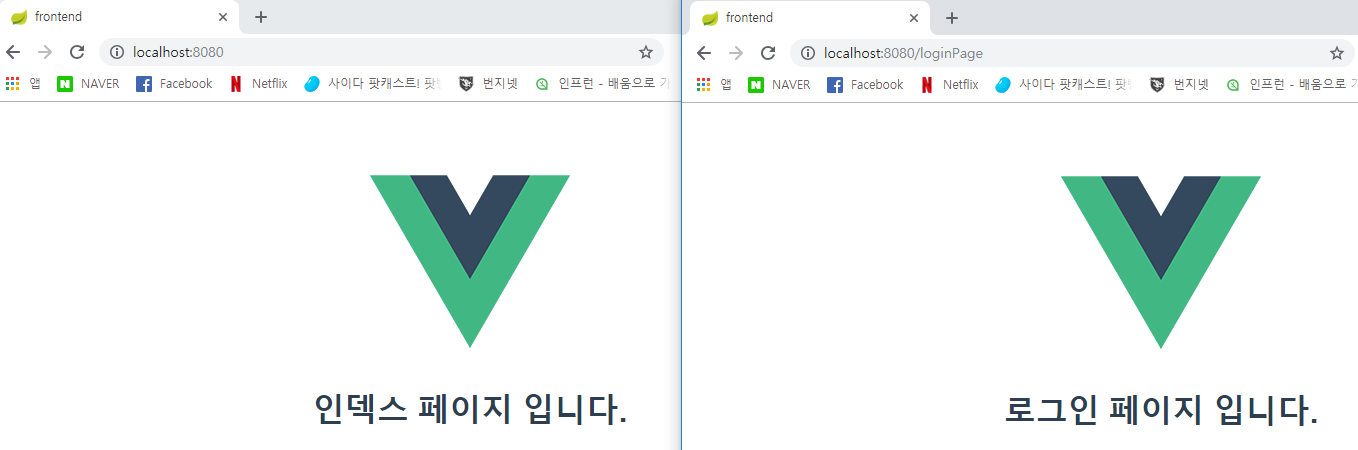 frontend
localhost:8080
앱 NAVER Facebook Netflix 사이다 팟캐스트! 번지넷 인프런 - 배움으로
인덱스 페이지 입니다.
frontend
localhost:8080/loginPage
앱 NAVER Facebook Netflix 사이다 팟캐스트! 번지넷 인프런 - 배움으로
로그인 페이지 입니다.